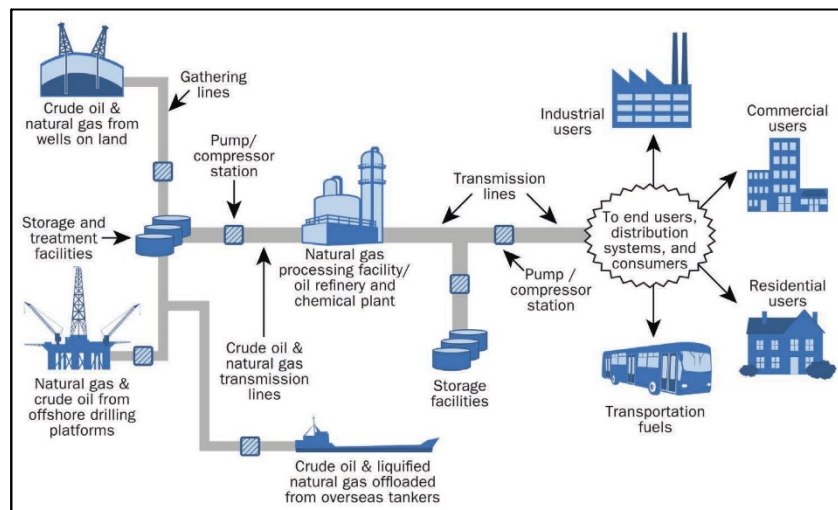 Crude oil &
natural gas from
wells on land
Gathering
lines
Pump/
compressor
station
Storage and
treatment
facilities
Natural gas &
crude oil from
offshore drilling
platforms
Crude oil &
natural gas
transmission
lines
Natural gas
processing facility/
oil refinery and
chemical plant
Crude oil & liquified
natural gas offloaded
from overseas tankers
Transmission
lines
Storage
facilities
Pump /
compressor
station
Industrial
users
Commercial
users
To end users,
distribution
systems, and
consumers
Residential
users
Transportation
fuels